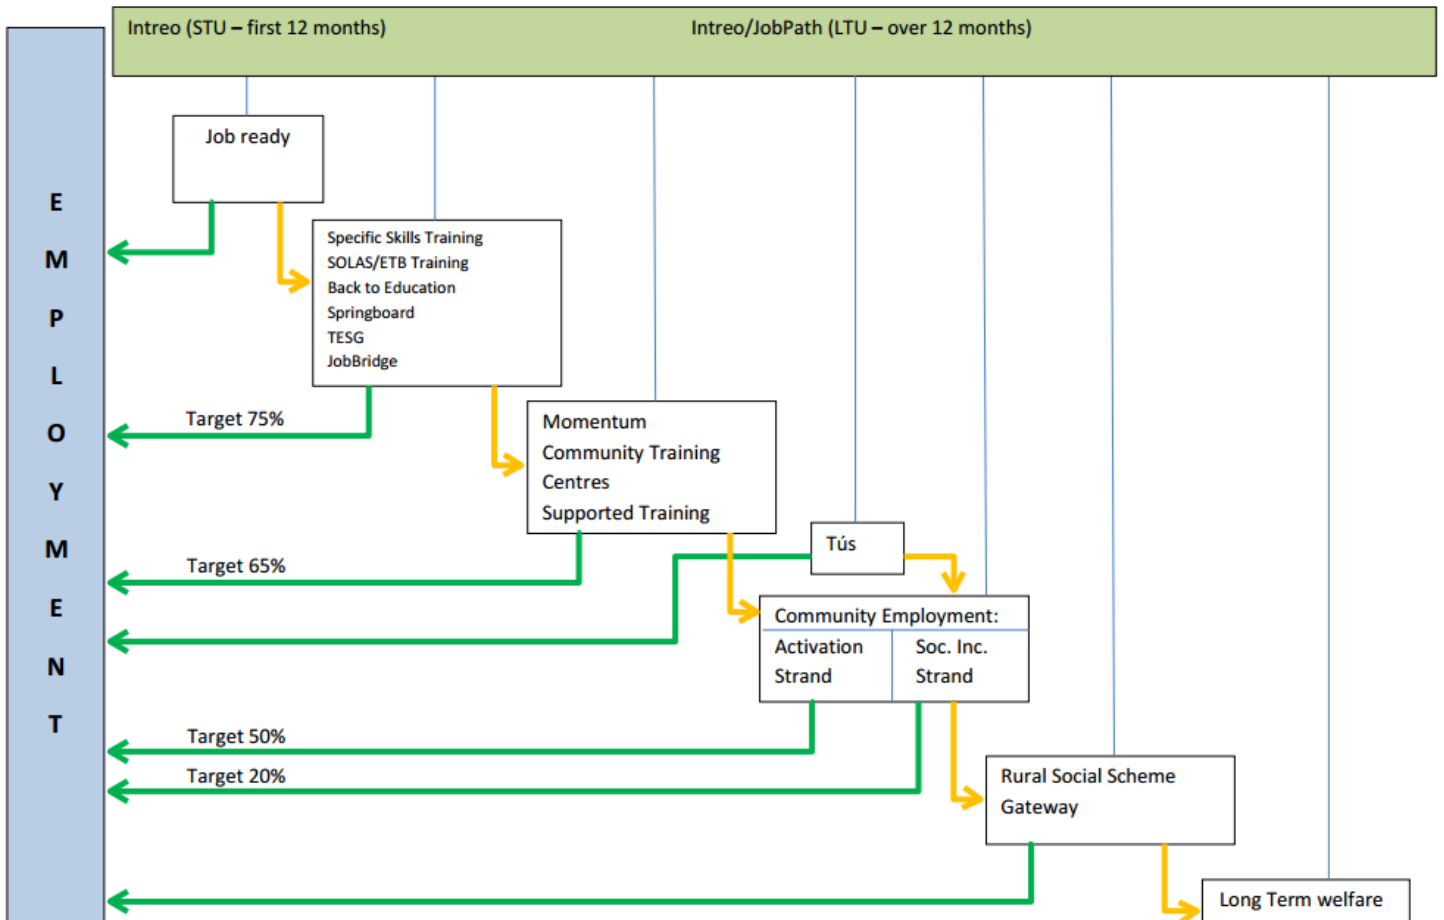 Intreo (STU – first 12 months)
Intreo/JobPath (LTU – over 12 months)
E
M
P
L
O
Y
M
E
N
T
Job ready
Specific Skills Training
SOLAS/ETB Training
Back to Education
Springboard
TESG
JobBridge
Target 75%
Momentum
Community Training
Centres
Supported Training
Target 65%
Tús
Community Employment:
Activation
Strand
Soc. Inc.
Strand
Target 50%
Target 20%
Rural Social Scheme
Gateway
Long Term welfare